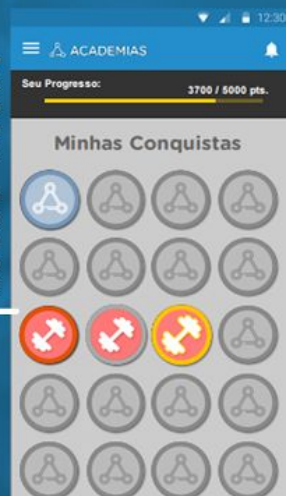 12:30
ACADEMIAS
Seu Progresso:
3700 / 5000 pts.
Minhas Conquistas